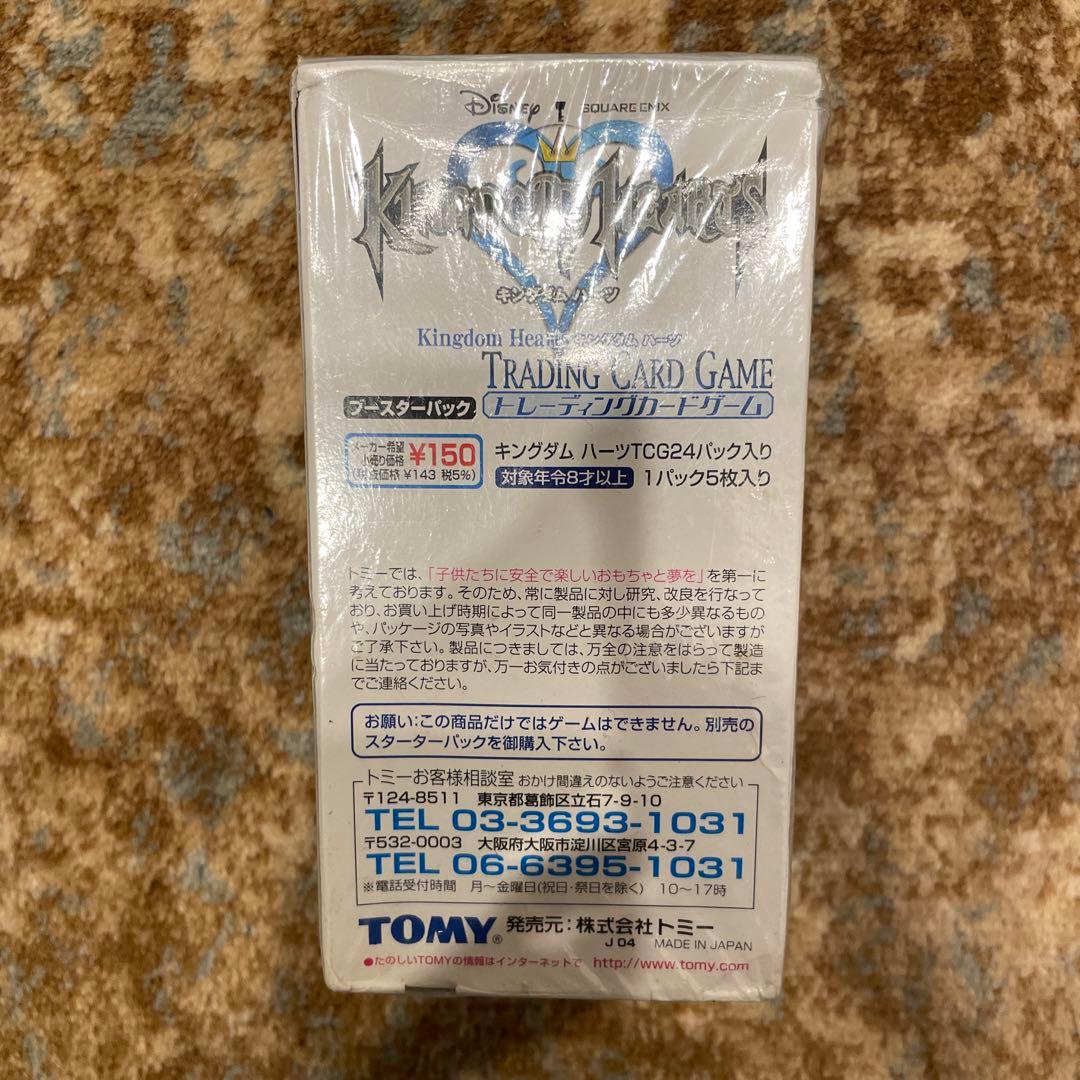 Disney SQUARE ENIX
KINGDOM HEARTS
キングダム ハーツ
Kingdom Hearts キングダム ハーツ
TRADING CARD GAME
ブースターパック トレーディングカードゲーム
メーカー希望
小売り価格 ¥150
(税抜価格 ¥143 税5%)
キングダム ハーツTCG24パック入り
対象年令8才以上 1パック5枚入り
トミーでは、「子供たちに安全で楽しいおもちゃと夢を」を第一に
考えております。そのため、常に製品に対し研究、改良を行なって
おり、お買い上げ時期によって同一製品の中にも多少異なるもの
や、パッケージの写真やイラストなどと異なる場合がございますが
ご了承下さい。製品につきましては、万全の注意をはらって製造
に当たっておりますが、万一お気付きの点がございましたら下記ま
でご連絡ください。
お願い:この商品だけではゲームはできません。別売の
スターターパックを御購入下さい。
トミーお客様相談室 おかけ間違えのないようご注意ください
〒124-8511 東京都葛飾区立石7-9-10
TEL 03-3693-1031
〒532-0003 大阪府大阪市淀川区宮原4-3-7
TEL 06-6395-1031
※電話受付時間 月〜金曜日(祝日・祭日を除く) 10〜17時
TOMY® 発売元:株式会社トミー
J 04 MADE IN JAPAN
●たのしいTOMYの情報はインターネットで http://www.tomy.com